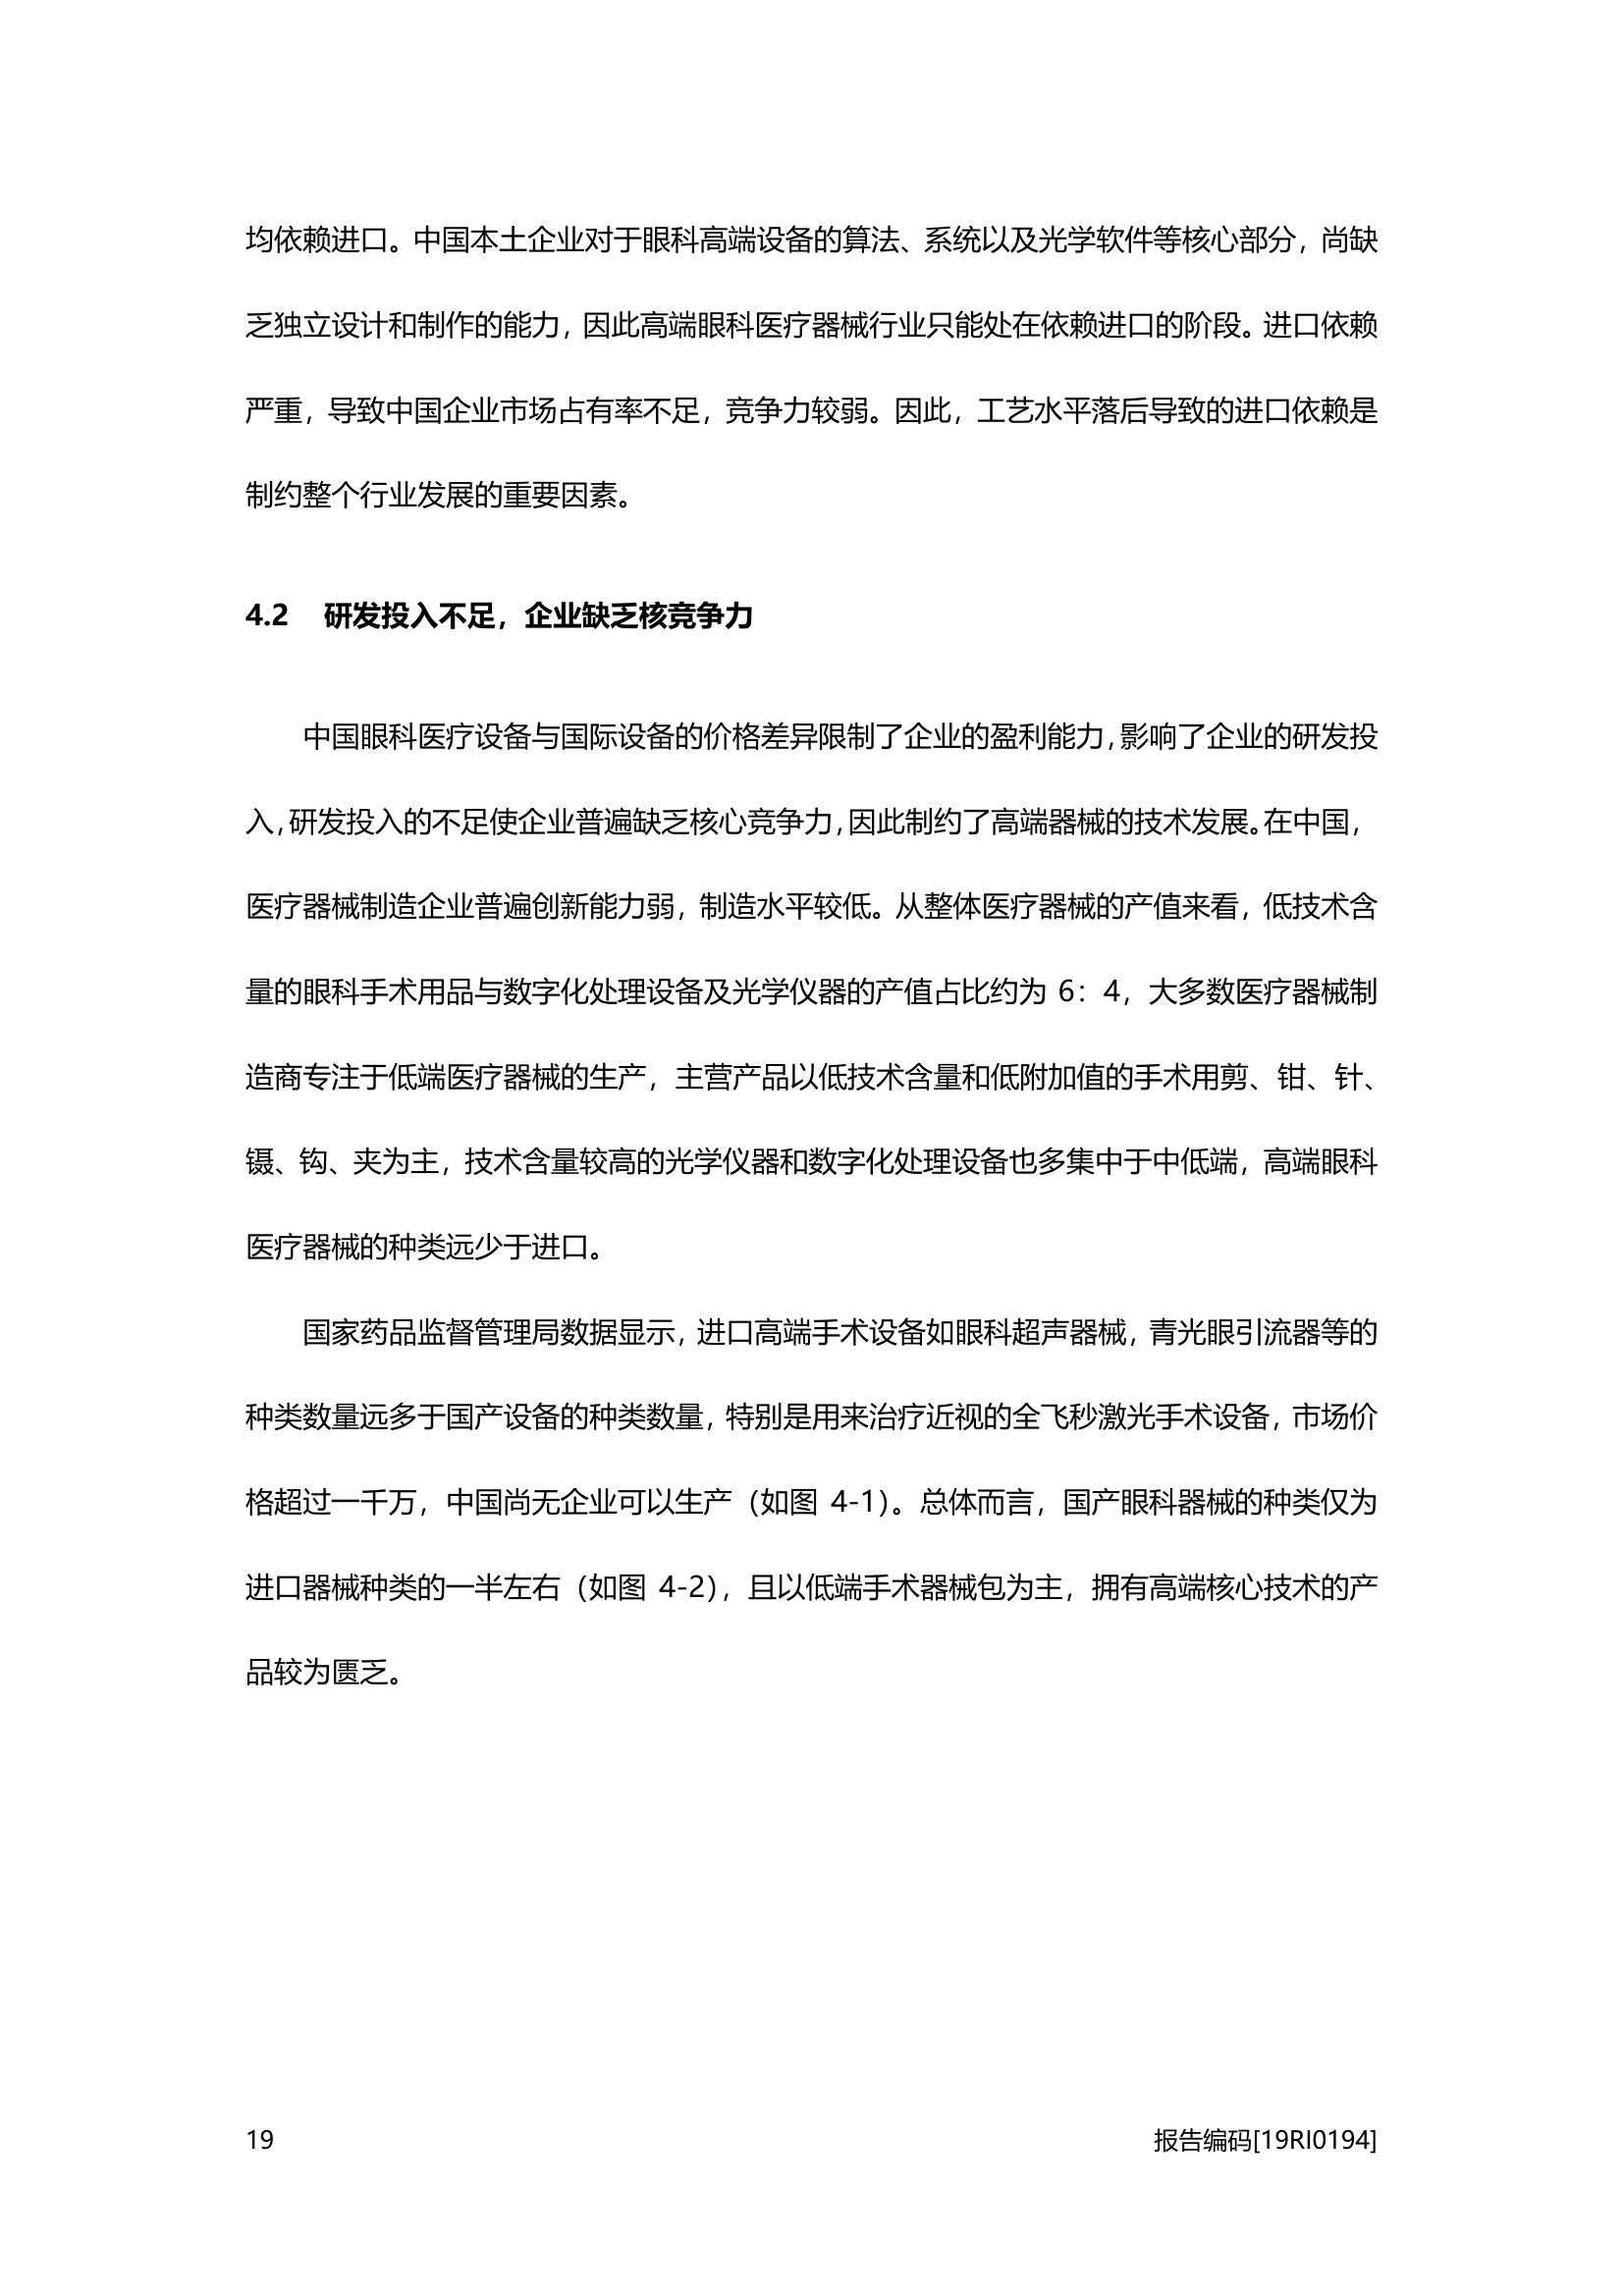 均依赖进口。中国本土企业对于眼科高端设备的算法、系统以及光学软件等核心部分，尚缺
乏独立设计和制作的能力，因此高端眼科医疗器械行业只能处在依赖进口的阶段。进口依赖
严重，导致中国企业市场占有率不足，竞争力较弱。因此，工艺水平落后导致的进口依赖是
制约整个行业发展的重要因素。
4.2 研发投入不足，企业缺乏核竞争力
中国眼科医疗设备与国际设备的价格差异限制了企业的盈利能力，影响了企业的研发投
入，研发投入的不足使企业普遍缺乏核心竞争力，因此制约了高端器械的技术发展。在中国，
医疗器械制造企业普遍创新能力弱，制造水平较低。从整体医疗器械的产值来看，低技术含
量的眼科手术用品与数字化处理设备及光学仪器的产值占比约为 6：4，大多数医疗器械制
造商专注于低端医疗器械的生产，主营产品以低技术含量和低附加值的手术用剪、钳、针、
镊、钩、夹为主，技术含量较高的光学仪器和数字化处理设备也多集中于中低端，高端眼科
医疗器械的种类远少于进口。
国家药品监督管理局数据显示，进口高端手术设备如眼科超声器械，青光眼引流器等的
种类数量远多于国产设备的种类数量，特别是用来治疗近视的全飞秒激光手术设备，市场价
格超过一千万，中国尚无企业可以生产（如图 4-1）。总体而言，国产眼科器械的种类仅为
进口器械种类的一半左右（如图 4-2），且以低端手术器械包为主，拥有高端核心技术的产
品较为匮乏。
19 报告编码[19RI0194]